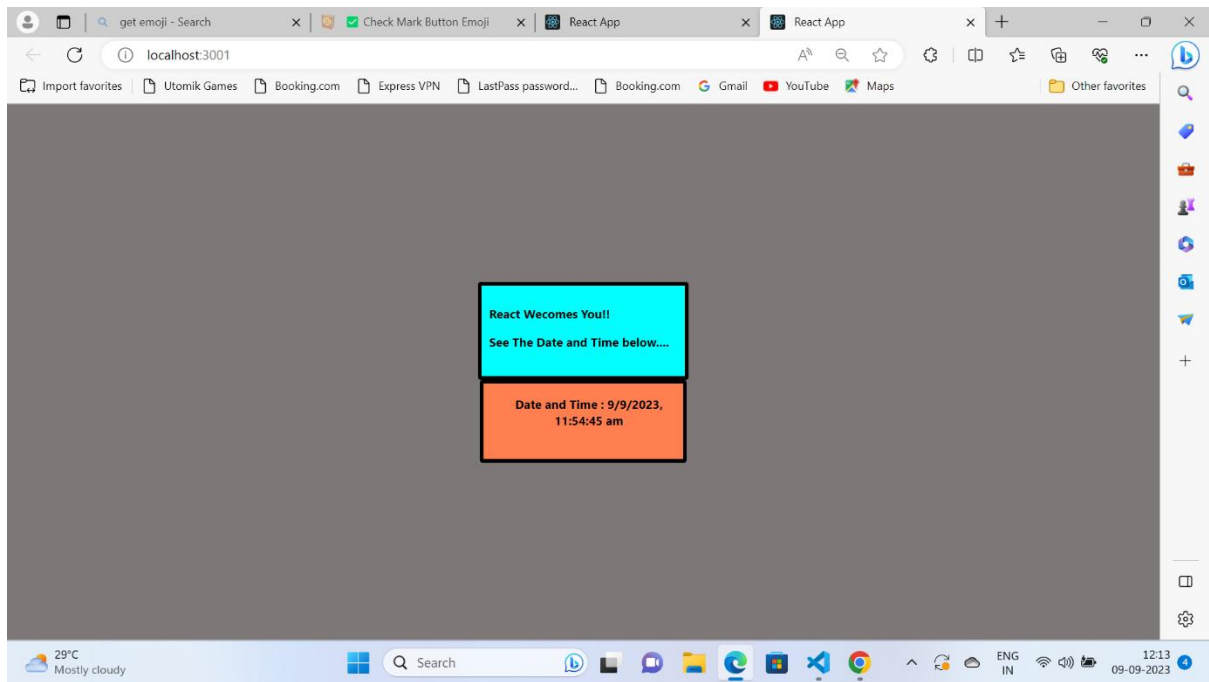 get emoji - Search
Check Mark Button Emoji
React App
React App
localhost:3001
Import favorites
Utomik Games
Booking.com
Express VPN
LastPass password...
Booking.com
Gmail
YouTube
Maps
Other favorites
React Wecomes You!!
See The Date and Time below....
Date and Time : 9/9/2023,
11:54:45 am
29°C
Mostly cloudy
Search
ENG
IN
12:13
09-09-2023
4